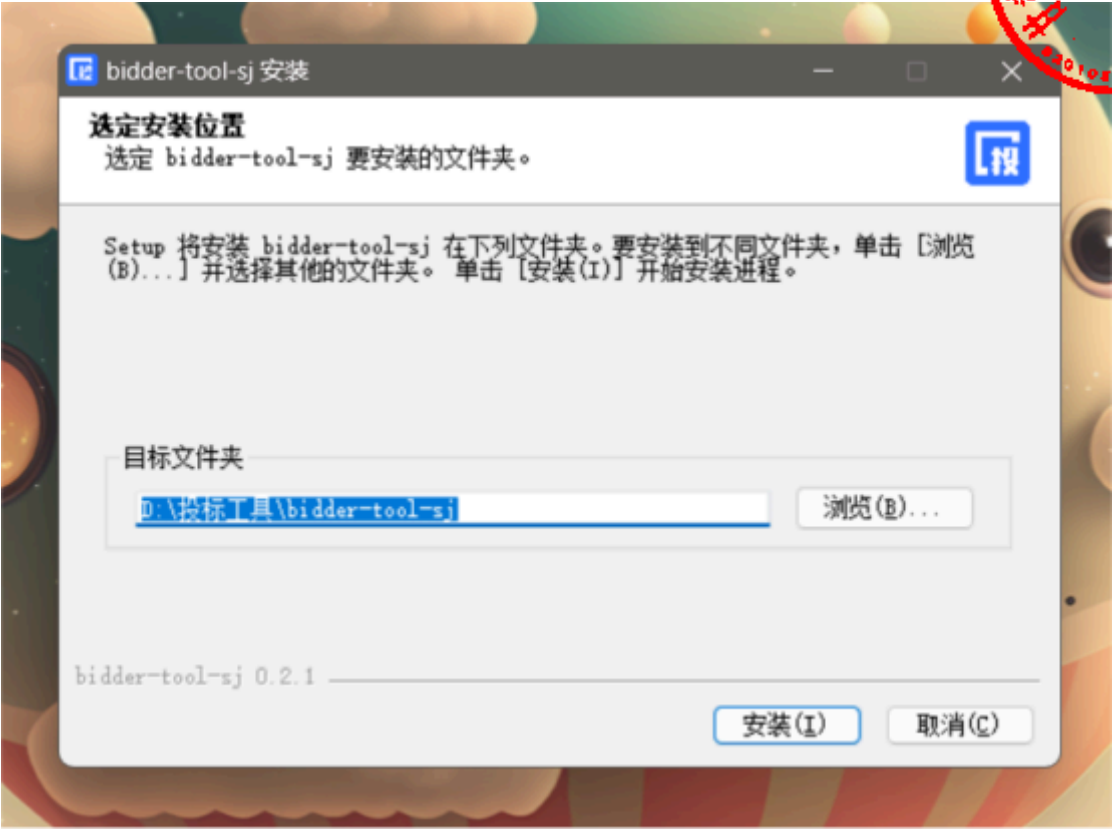 bidder-tool-sj 安装
选定安装位置
选定 bidder-tool-sj 要安装的文件夹。
投
Setup 将安装 bidder-tool-sj 在下列文件夹。要安装到不同文件夹，单击 [浏览
(B)...] 并选择其他的文件夹。 单击 [安装(I)] 开始安装进程。
目标文件夹
D:\投标工具\bidder-tool-sj
浏览(B)...
bidder-tool-sj 0.2.1
安装(I)
取消(C)